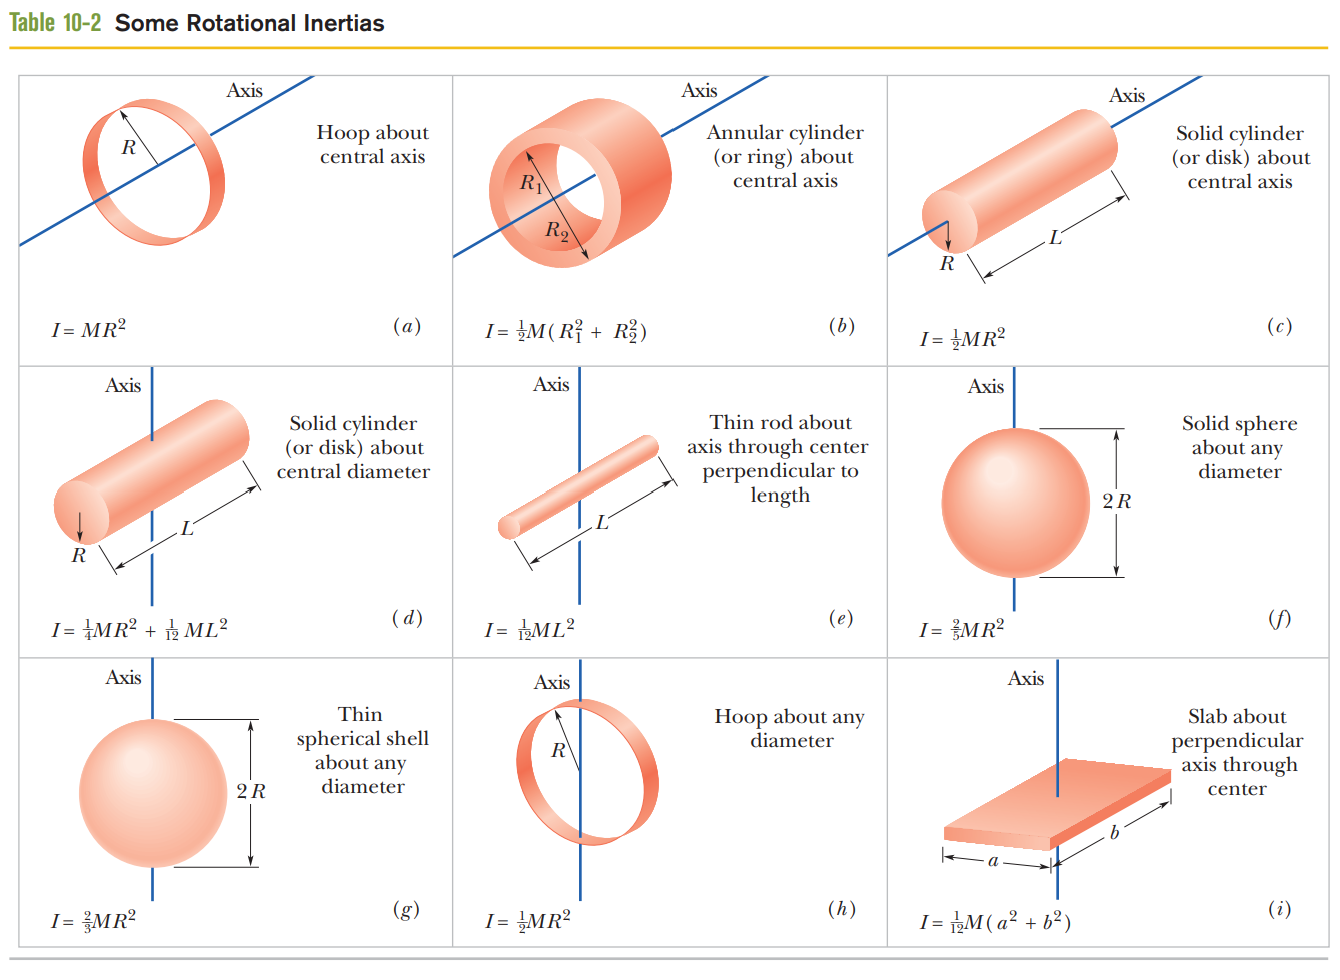 Table 10-2 Some Rotational Inertias
Axis
R
Hoop about
central axis
I = MR²
(a)
Axis
R₁
R₂
Annular cylinder
(or ring) about
central axis
I = ½M(R₁² + R₂²)
(b)
Axis
R
L
Solid cylinder
(or disk) about
central axis
I = ½MR²
(c)
Axis
R
L
Solid cylinder
(or disk) about
central diameter
I = ¼MR² + 1/12 ML²
(d)
Axis
L
Thin rod about
axis through center
perpendicular to
length
I = 1/12 ML²
(e)
Axis
2R
Solid sphere
about any
diameter
I = ⅖MR²
(f)
Axis
2R
Thin
spherical shell
about any
diameter
I = ⅔MR²
(g)
Axis
R
Hoop about any
diameter
I = ½MR²
(h)
Axis
a
b
Slab about
perpendicular
axis through
center
I = 1/12 M(a² + b²)
(i)